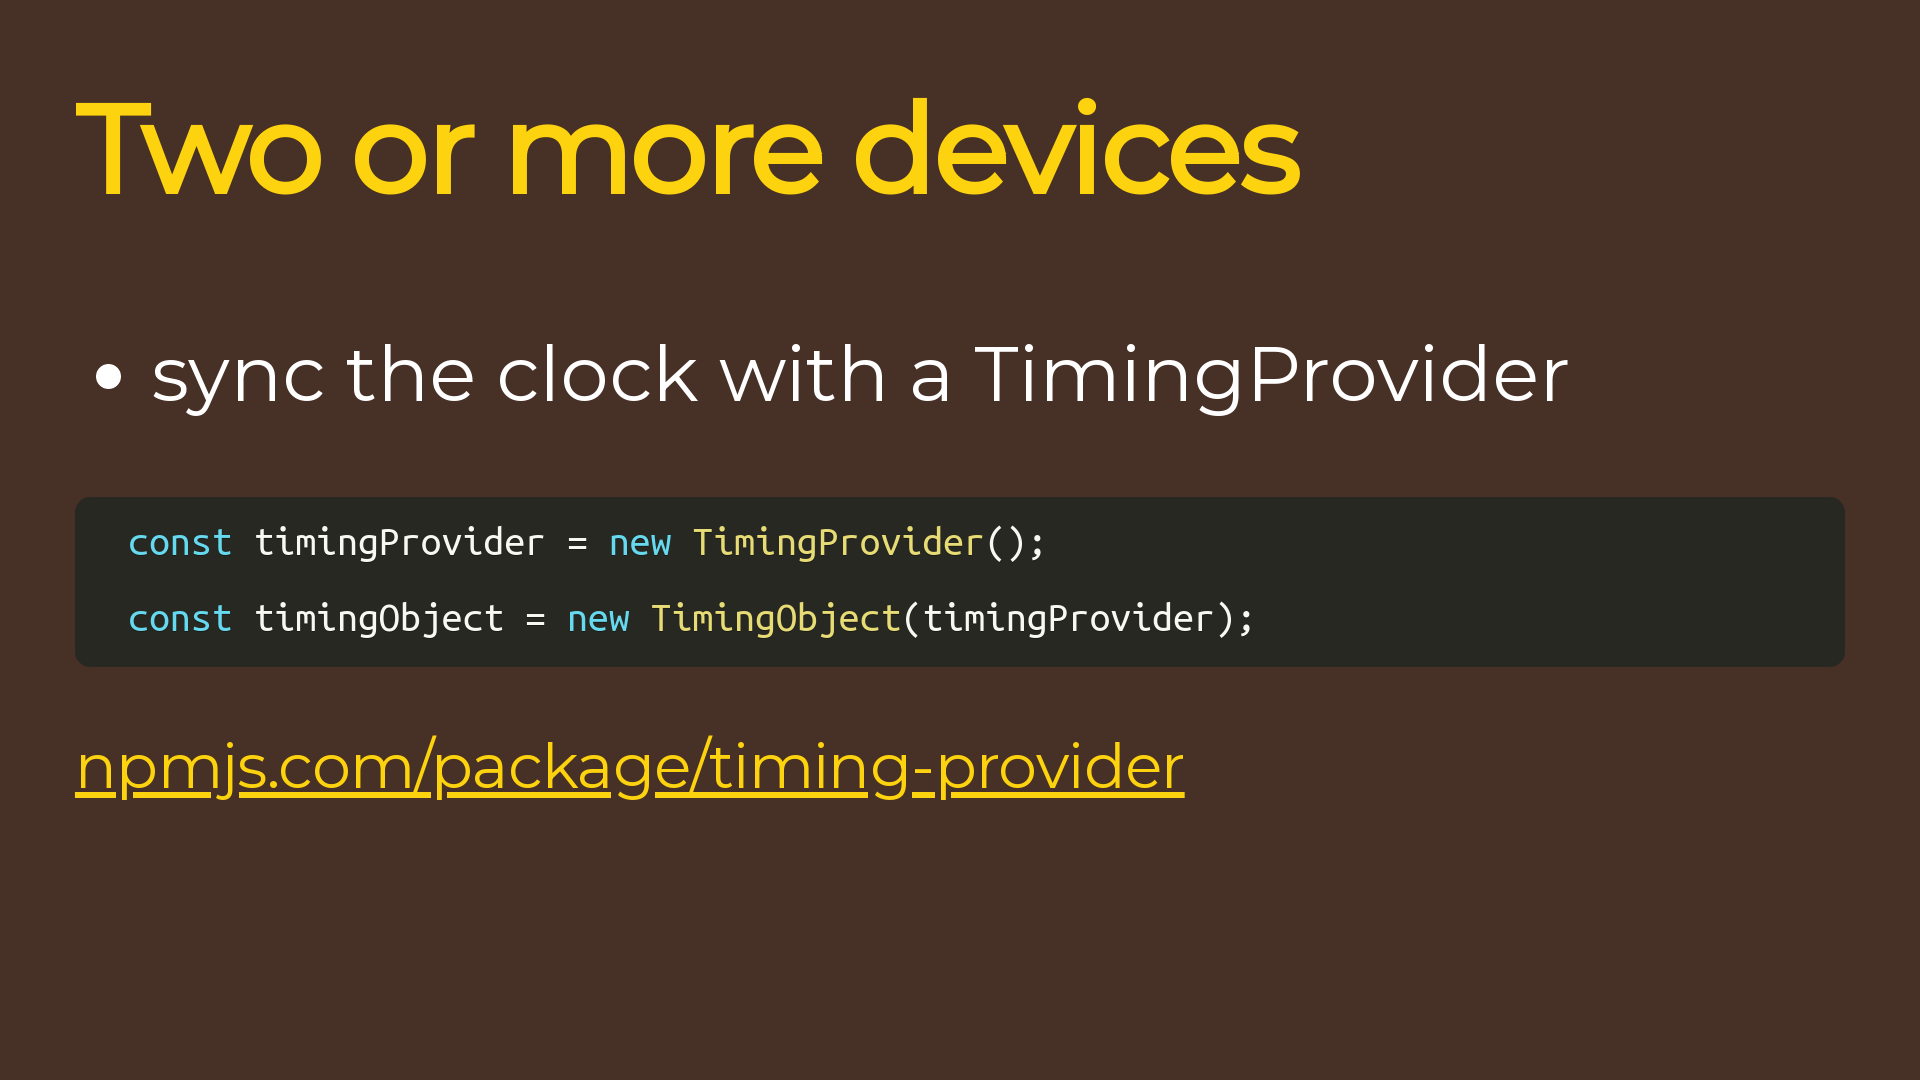 Two or more devices
• sync the clock with a TimingProvider
const timingProvider = new TimingProvider();
const timingObject = new TimingObject(timingProvider);
npmjs.com/package/timing-provider